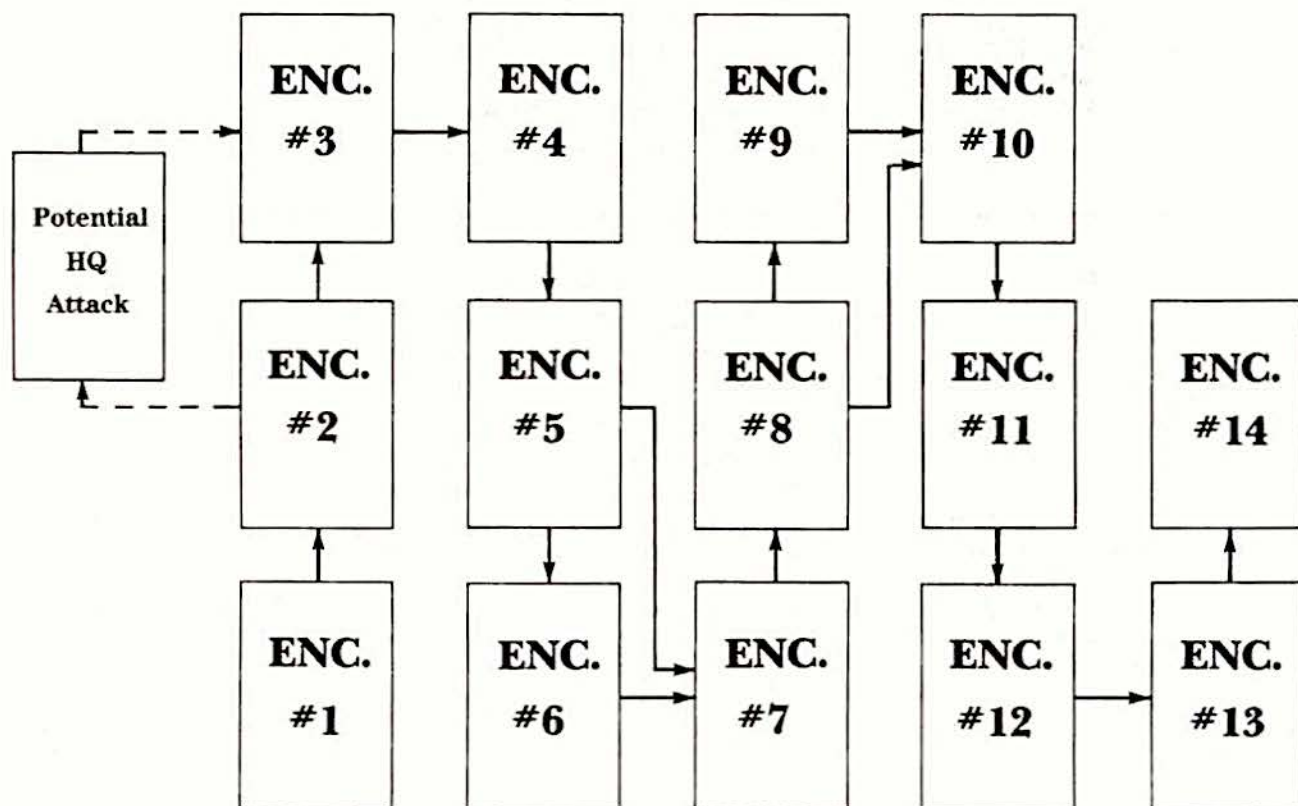 ENC.
#3
ENC.
#4
ENC.
#9
ENC.
#10
Potential
HQ
Attack
ENC.
#2
ENC.
#5
ENC.
#8
ENC.
#11
ENC.
#14
ENC.
#1
ENC.
#6
ENC.
#7
ENC.
#12
ENC.
#13